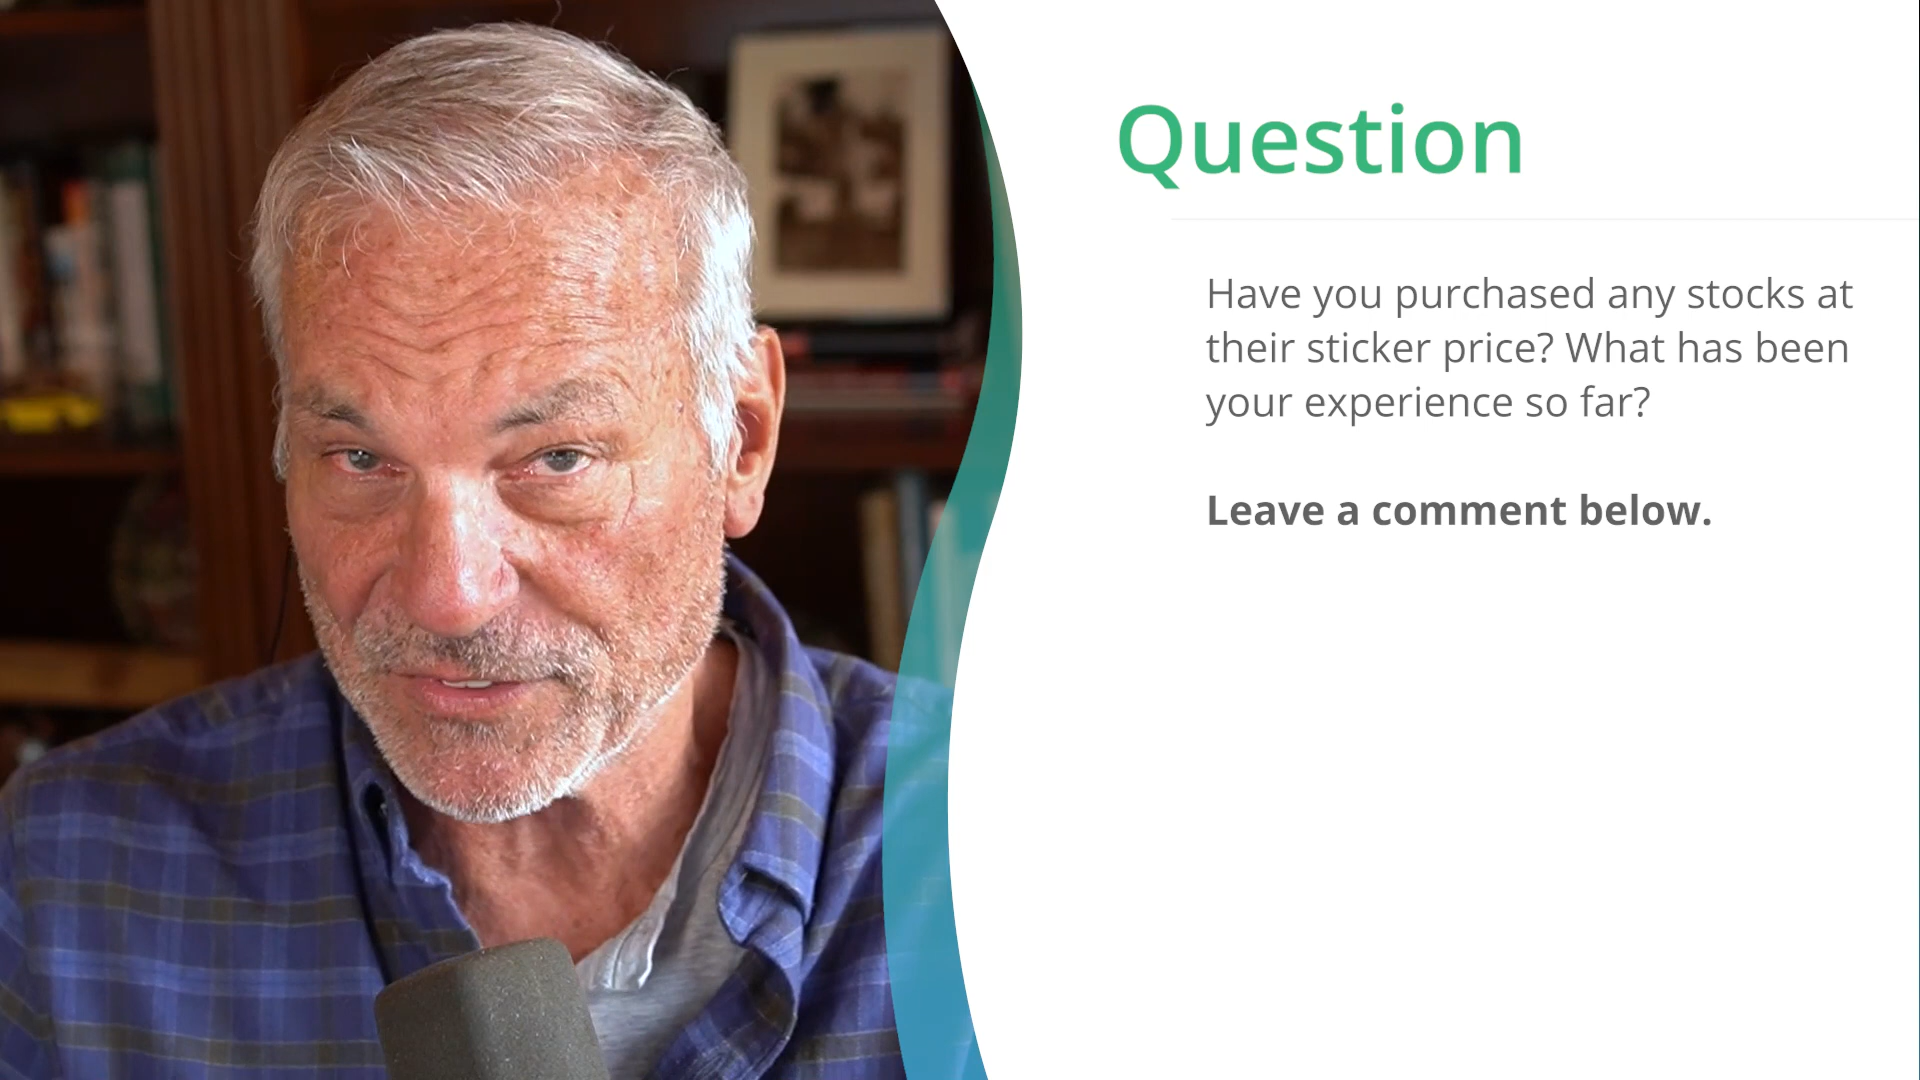 Question
Have you purchased any stocks at
their sticker price? What has been
your experience so far?
Leave a comment below.